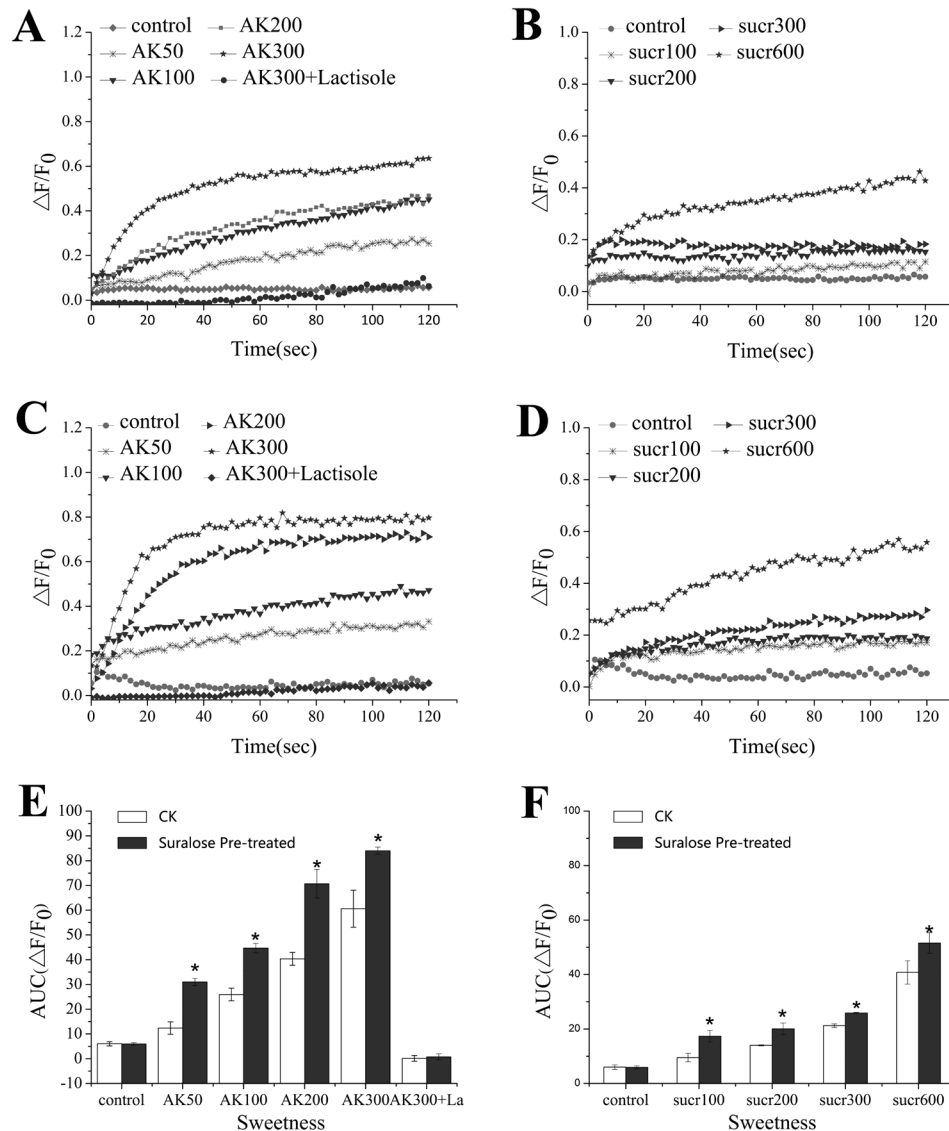 A
control
AK200
AK50
AK300
AK100
AK300+Lactisole
1.2
1.0
0.8
0.6
0.4
0.2
0.0
△F/F0
0 20 40 60 80 100 120
Time(sec)
B
control
sucr300
sucr100
sucr600
sucr200
1.0
0.8
0.6
0.4
0.2
0.0
△F/F0
0 20 40 60 80 100 120
Time(sec)
C
control
AK200
AK50
AK300
AK100
AK300+Lactisole
1.2
1.0
0.8
0.6
0.4
0.2
0.0
△F/F0
0 20 40 60 80 100 120
Time(sec)
D
control
sucr300
sucr100
sucr600
sucr200
1.0
0.8
0.6
0.4
0.2
0.0
△F/F0
0 20 40 60 80 100 120
Time(sec)
E
CK
Suralose Pre-treated
100
90
80
70
60
50
40
30
20
10
0
-10
AUC(△F/F0)
* * * *
control AK50 AK100 AK200 AK300 AK300+La
Sweetness
F
CK
Suralose Pre-treated
100
80
60
40
20
0
AUC(△F/F0)
* * * *
control sucr100 sucr200 sucr300 sucr600
Sweetness